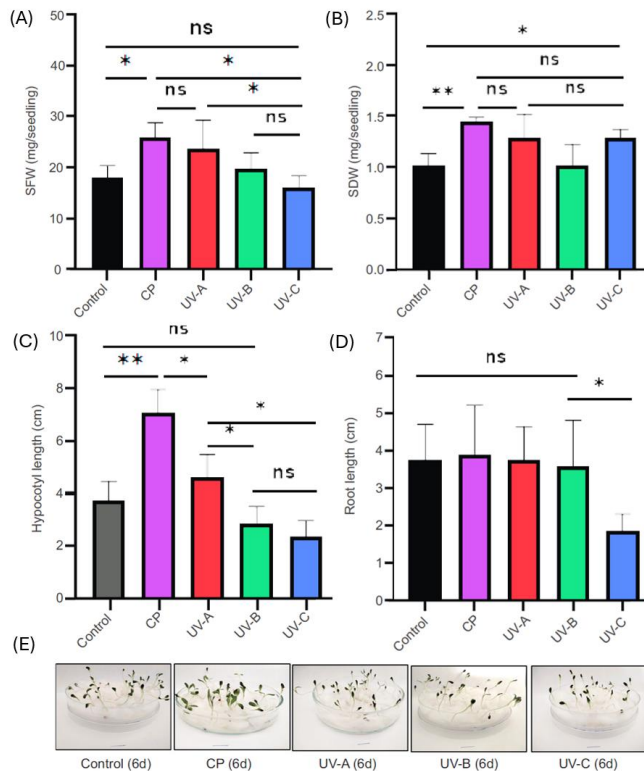 (A)
SFW (mg/seedling)
50
40
30
20
10
0
ns
* *
ns *
ns
Control CP UV-A UV-B UV-C
(B)
SDW (mg/seedling)
2.5
2.0
1.5
1.0
0.5
0.0
*
ns
** ns ns
Control CP UV-A UV-B UV-C
(C)
Hypocotyl length (cm)
10
8
6
4
2
0
ns
** *
*
*
ns
Control CP UV-A UV-B UV-C
(D)
Root length (cm)
7
6
5
4
3
2
1
0
ns
*
Control CP UV-A UV-B UV-C
(E)
Control (6d) CP (6d) UV-A (6d) UV-B (6d) UV-C (6d)